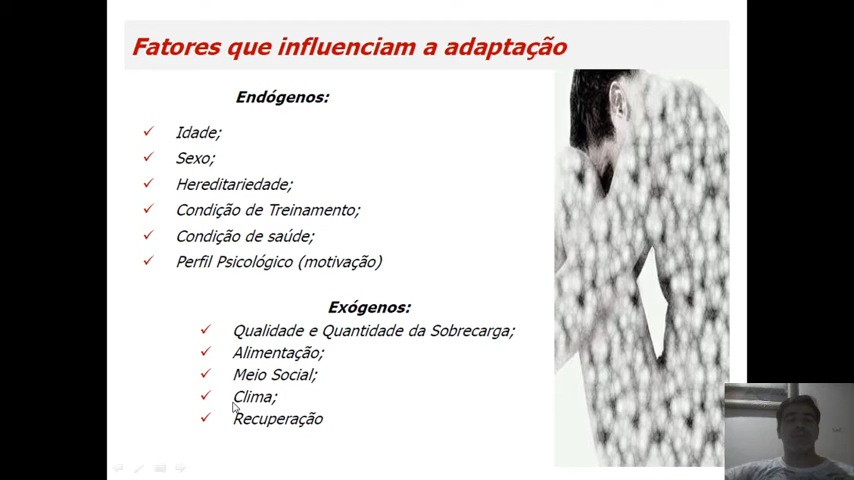 Fatores que influenciam a adaptação
Endógenos:
Idade;
Sexo;
Hereditariedade;
Condição de Treinamento;
Condição de saúde;
Perfil Psicológico (motivação)
Exógenos:
Qualidade e Quantidade da Sobrecarga;
Alimentação;
Meio Social;
Clima;
Recuperação